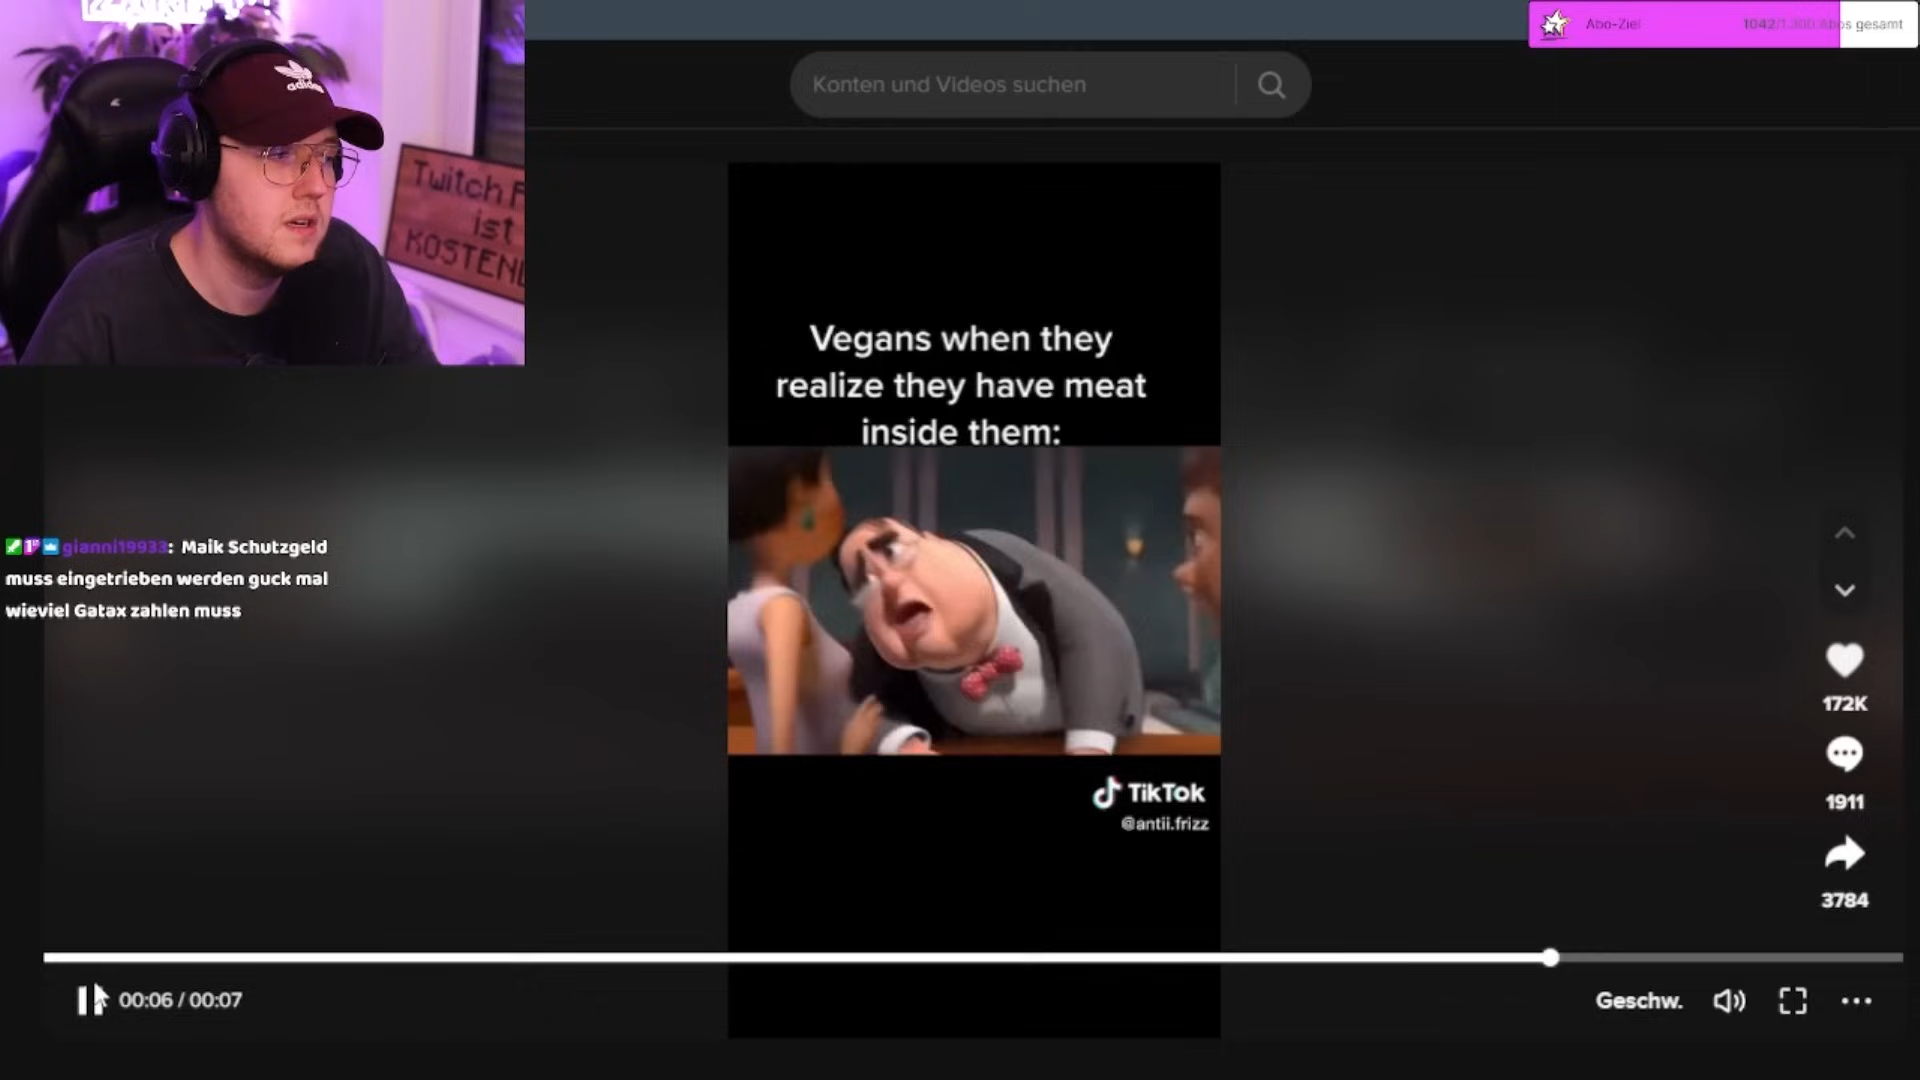 adidas
Twitch
ist
Abo-Ziel
1042/1.300 Abos gesamt
Konten und Videos suchen
Vegans when they
realize they have meat
inside them:
gianni19933: Maik Schutzgeld
muss eingetrieben werden guck mal
wieviel Gatax zahlen muss
TikTok
@antii.frizz
172K
1911
3784
00:06 / 00:07
Geschw.